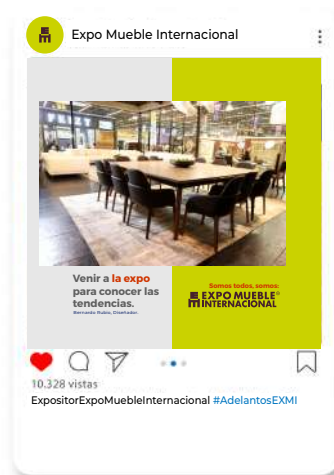 Expo Mueble Internacional
Venir a la expo
para conocer las
tendencias.
Bernardo Rubio, Diseñador.
Somos todos, somos:
EXPO MUEBLE®
INTERNACIONAL
10.328 vistas
ExpositorExpoMuebleInternacional #AdelantosEXMI